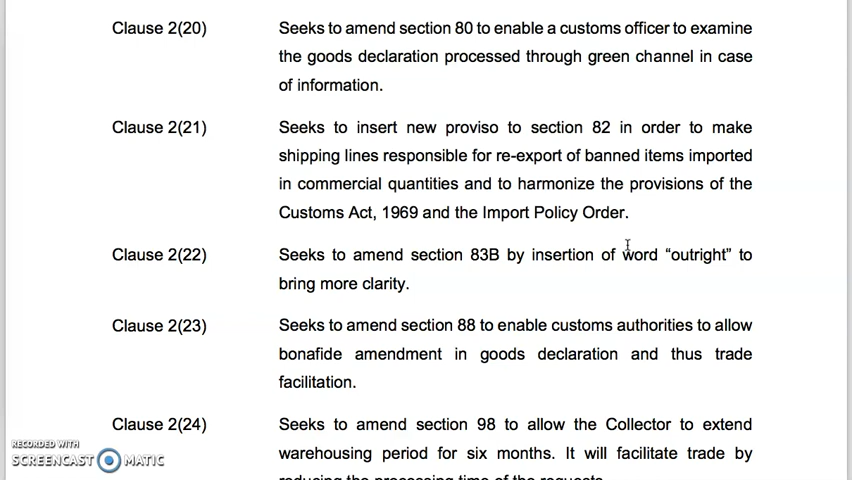 Clause 2(20) Seeks to amend section 80 to enable a customs officer to examine
the goods declaration processed through green channel in case
of information.
Clause 2(21) Seeks to insert new proviso to section 82 in order to make
shipping lines responsible for re-export of banned items imported
in commercial quantities and to harmonize the provisions of the
Customs Act, 1969 and the Import Policy Order.
Clause 2(22) Seeks to amend section 83B by insertion of word “outright” to
bring more clarity.
Clause 2(23) Seeks to amend section 88 to enable customs authorities to allow
bonafide amendment in goods declaration and thus trade
facilitation.
Clause 2(24) Seeks to amend section 98 to allow the Collector to extend
warehousing period for six months. It will facilitate trade by
reducing the processing time of the requests.
RECORDED WITH
SCREENCAST MATIC